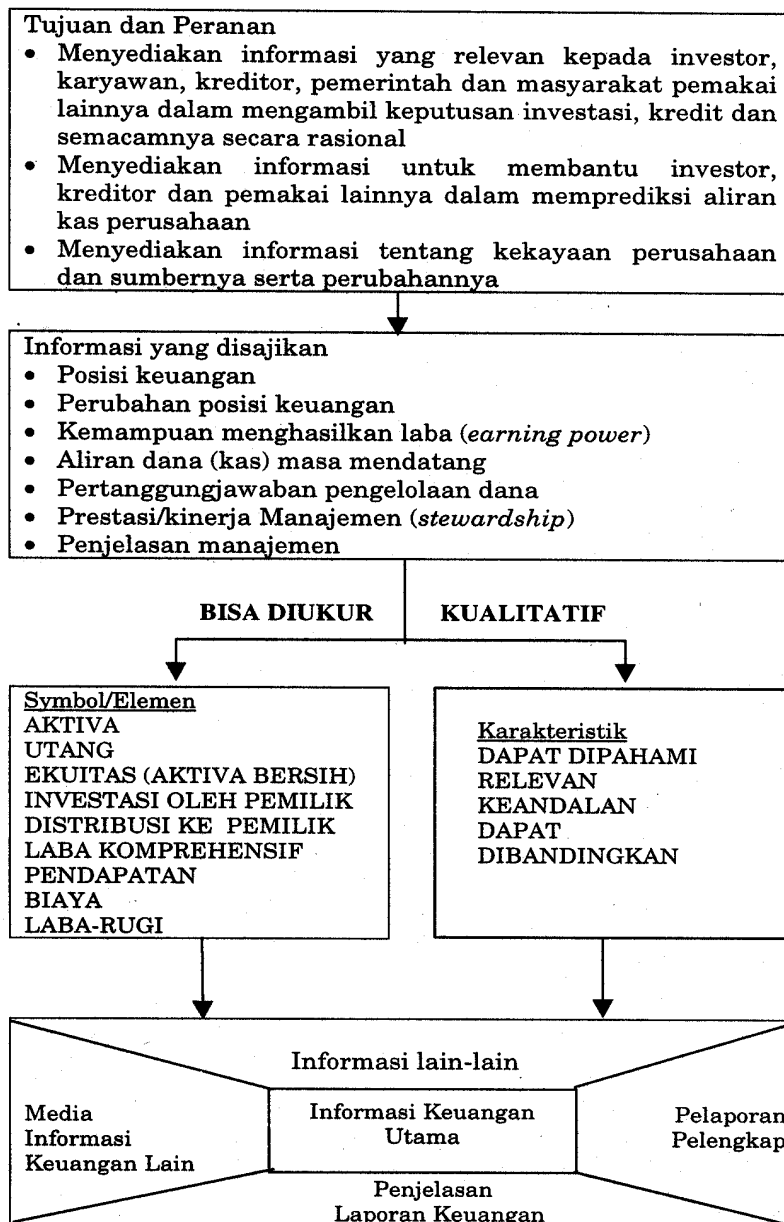 Tujuan dan Peranan
• Menyediakan informasi yang relevan kepada investor,
karyawan, kreditor, pemerintah dan masyarakat pemakai
lainnya dalam mengambil keputusan investasi, kredit dan
semacamnya secara rasional
• Menyediakan informasi untuk membantu investor,
kreditor dan pemakai lainnya dalam memprediksi aliran
kas perusahaan
• Menyediakan informasi tentang kekayaan perusahaan
dan sumbernya serta perubahannya
Informasi yang disajikan
• Posisi keuangan
• Perubahan posisi keuangan
• Kemampuan menghasilkan laba (earning power)
• Aliran dana (kas) masa mendatang
• Pertanggungjawaban pengelolaan dana
• Prestasi/kinerja Manajemen (stewardship)
• Penjelasan manajemen
BISA DIUKUR
KUALITATIF
Symbol/Elemen
AKTIVA
UTANG
EKUITAS (AKTIVA BERSIH)
INVESTASI OLEH PEMILIK
DISTRIBUSI KE PEMILIK
LABA KOMPREHENSIF
PENDAPATAN
BIAYA
LABA-RUGI
Karakteristik
DAPAT DIPAHAMI
RELEVAN
KEANDALAN
DAPAT
DIBANDINGKAN
Informasi lain-lain
Media
Informasi
Keuangan Lain
Informasi Keuangan
Utama
Pelaporan
Pelengkap
Penjelasan
Laporan Keuangan